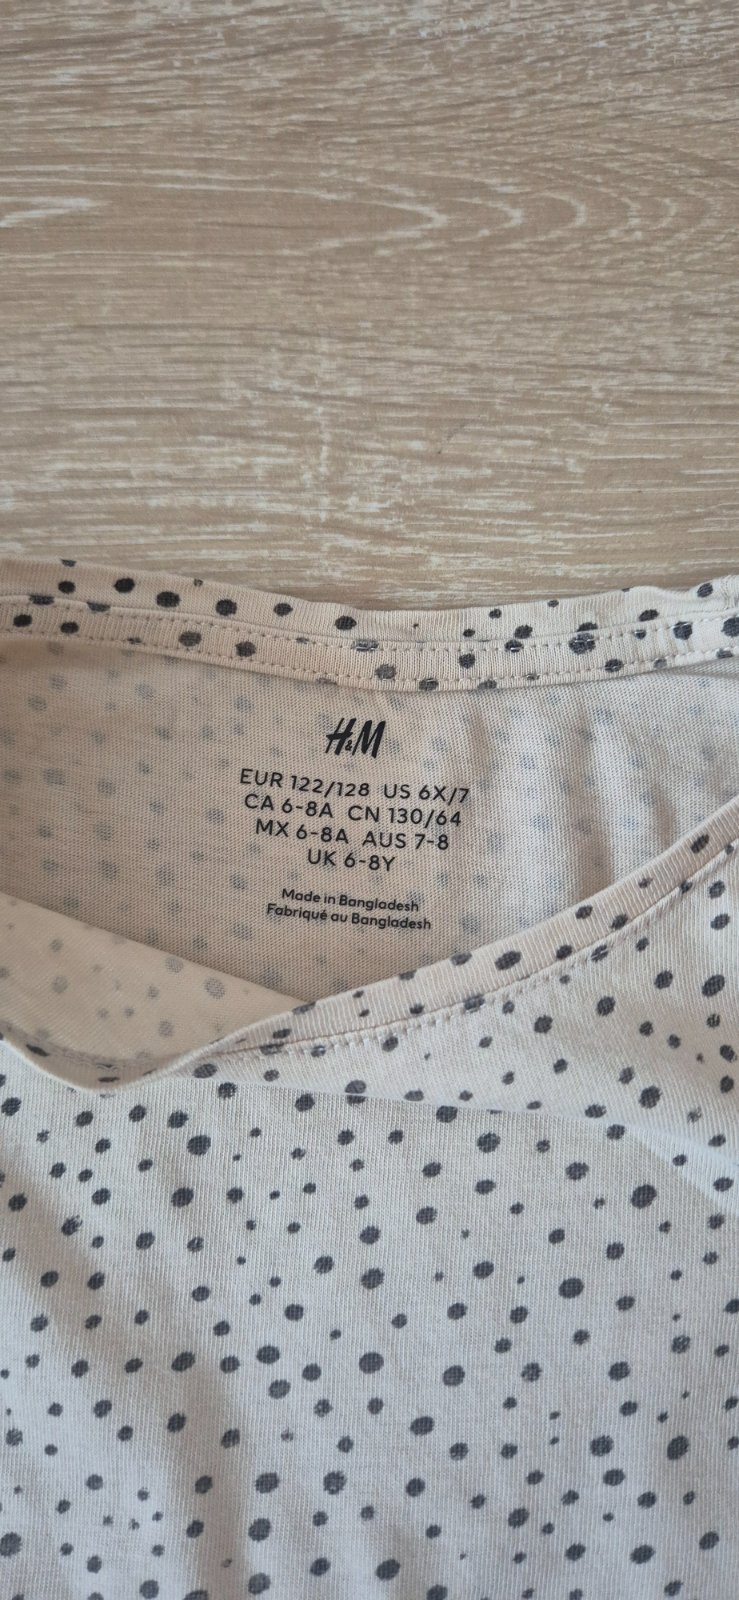 H&M
EUR 122/128 US 6X/7
CA 6-8A CN 130/64
MX 6-8A AUS 7-8
UK 6-8Y
Made in Bangladesh
Fabriqué au Bangladesh